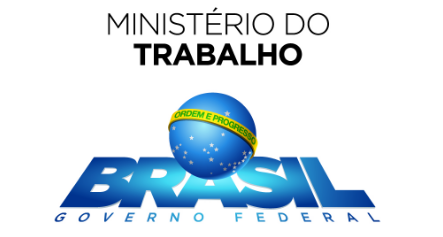 MINISTÉRIO DO
TRABALHO
ORDEM E PROGRESSO
BRASIL
GOVERNO FEDERAL